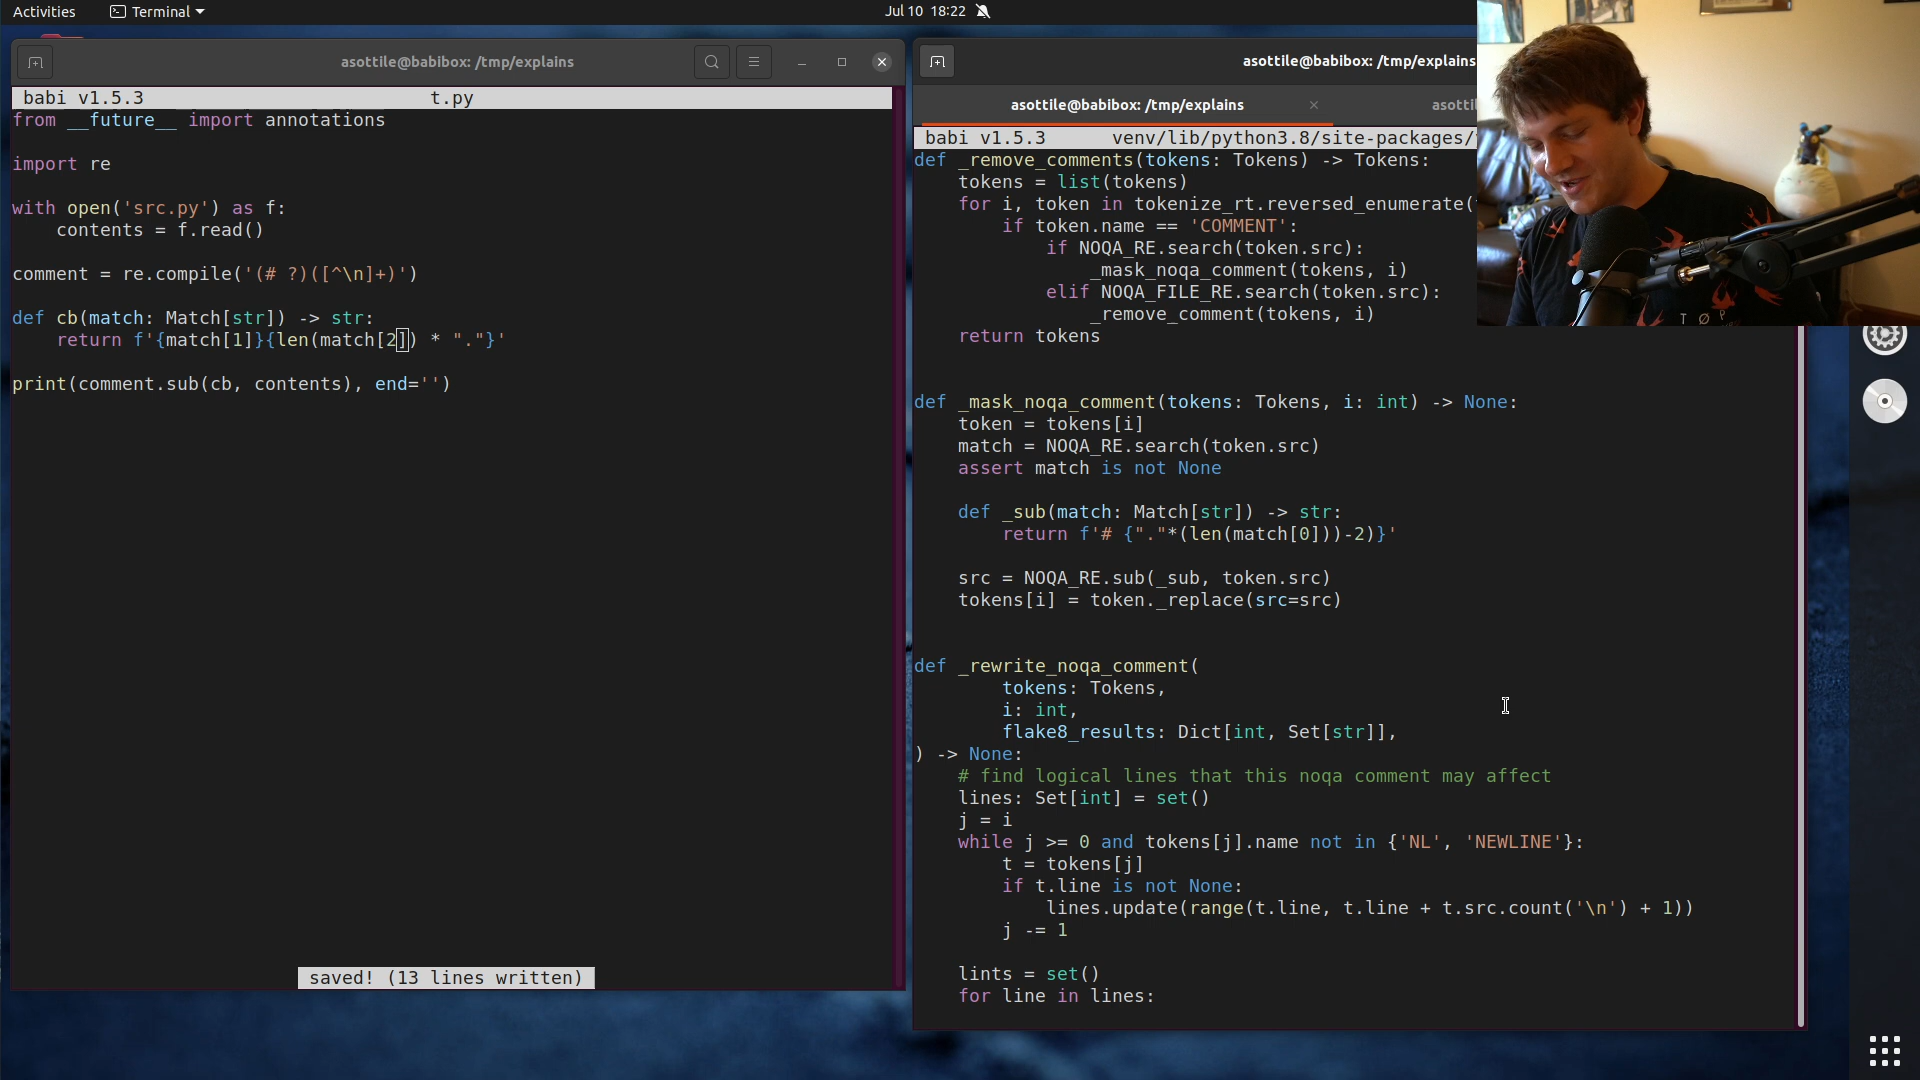 Activities
Terminal
Jul 10 18:22
asottile@babibox: /tmp/explains
babi v1.5.3 t.py
from __future__ import annotations
import re
with open('src.py') as f:
    contents = f.read()
comment = re.compile('(# ?)([^\n]+)')
def cb(match: Match[str]) -> str:
    return f'{match[1]}{len(match[2]) * "."}'
print(comment.sub(cb, contents), end='')
saved! (13 lines written)
asottile@babibox: /tmp/explains
asottile@babibox: /tmp/explains
babi v1.5.3 venv/lib/python3.8/site-packages/
def _remove_comments(tokens: Tokens) -> Tokens:
    tokens = list(tokens)
    for i, token in tokenize_rt.reversed_enumerate(
        if token.name == 'COMMENT':
            if NOQA_RE.search(token.src):
                _mask_noqa_comment(tokens, i)
            elif NOQA_FILE_RE.search(token.src):
                _remove_comment(tokens, i)
    return tokens
def _mask_noqa_comment(tokens: Tokens, i: int) -> None:
    token = tokens[i]
    match = NOQA_RE.search(token.src)
    assert match is not None
    def _sub(match: Match[str]) -> str:
        return f'# {"."*(len(match[0]))-2)}'
    src = NOQA_RE.sub(_sub, token.src)
    tokens[i] = token._replace(src=src)
def _rewrite_noqa_comment(
        tokens: Tokens,
        i: int,
        flake8_results: Dict[int, Set[str]],
) -> None:
    # find logical lines that this noqa comment may affect
    lines: Set[int] = set()
    j = i
    while j >= 0 and tokens[j].name not in {'NL', 'NEWLINE'}:
        t = tokens[j]
        if t.line is not None:
            lines.update(range(t.line, t.line + t.src.count('\n') + 1))
        j -= 1
    lints = set()
    for line in lines: